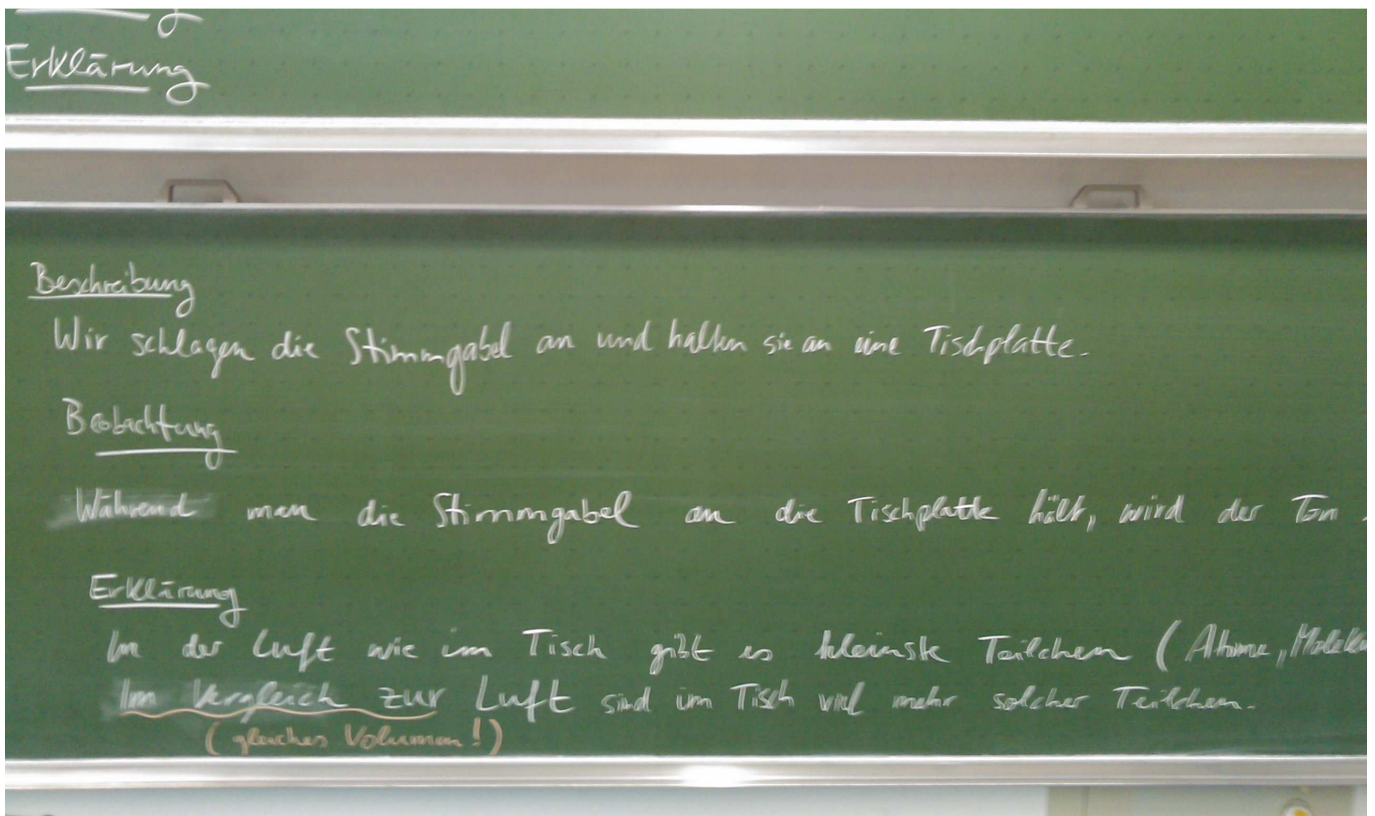 Erklärung
Beschreibung
Wir schlagen die Stimmgabel an und halten sie an eine Tischplatte.
Beobachtung
Während man die Stimmgabel an die Tischplatte hält, wird der Ton
Erklärung
In der Luft wie im Tisch gibt es kleinste Teilchen (Atome, Molekü
Im Vergleich zur Luft sind im Tisch viel mehr solcher Teilchen.
(gleiches Volumen!)